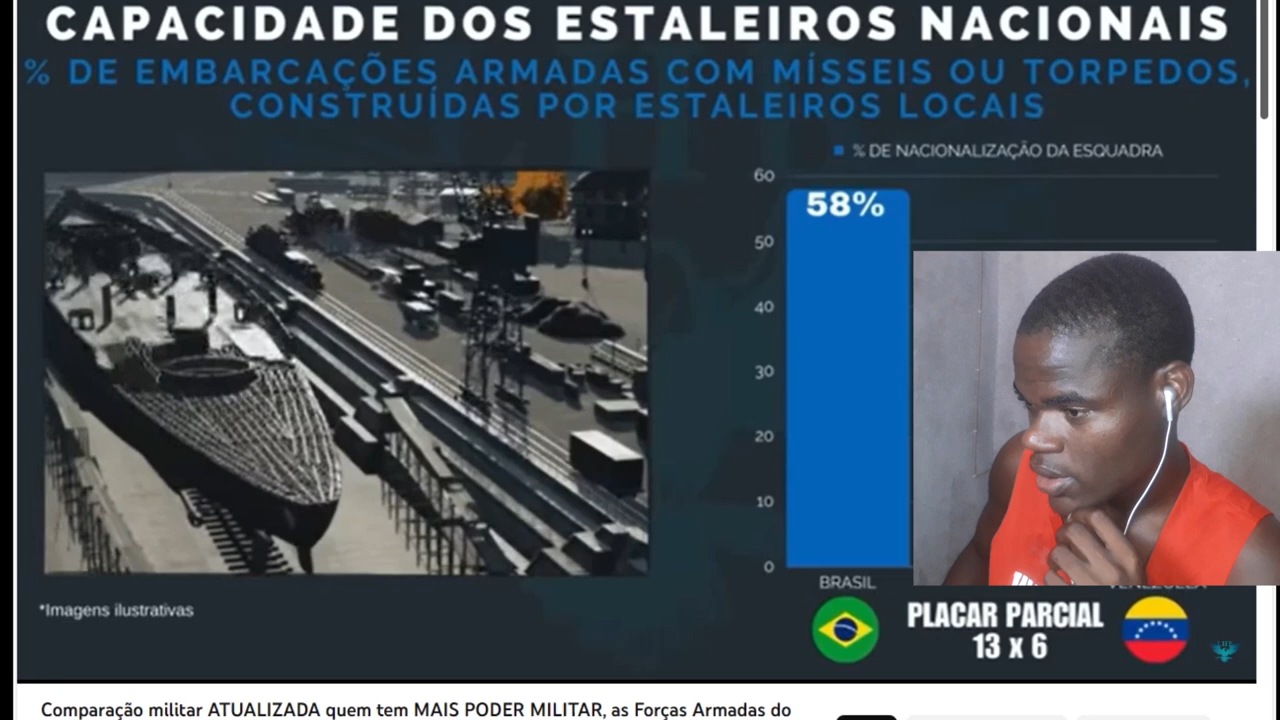 CAPACIDADE DOS ESTALEIROS NACIONAIS
% DE EMBARCAÇÕES ARMADAS COM MÍSSEIS OU TORPEDOS,
CONSTRUÍDAS POR ESTALEIROS LOCAIS
% DE NACIONALIZAÇÃO DA ESQUADRA
60
58%
50
40
30
20
10
0
BRASIL
*Imagens ilustrativas
PLACAR PARCIAL
13 x 6
Comparação militar ATUALIZADA quem tem MAIS PODER MILITAR, as Forças Armadas do